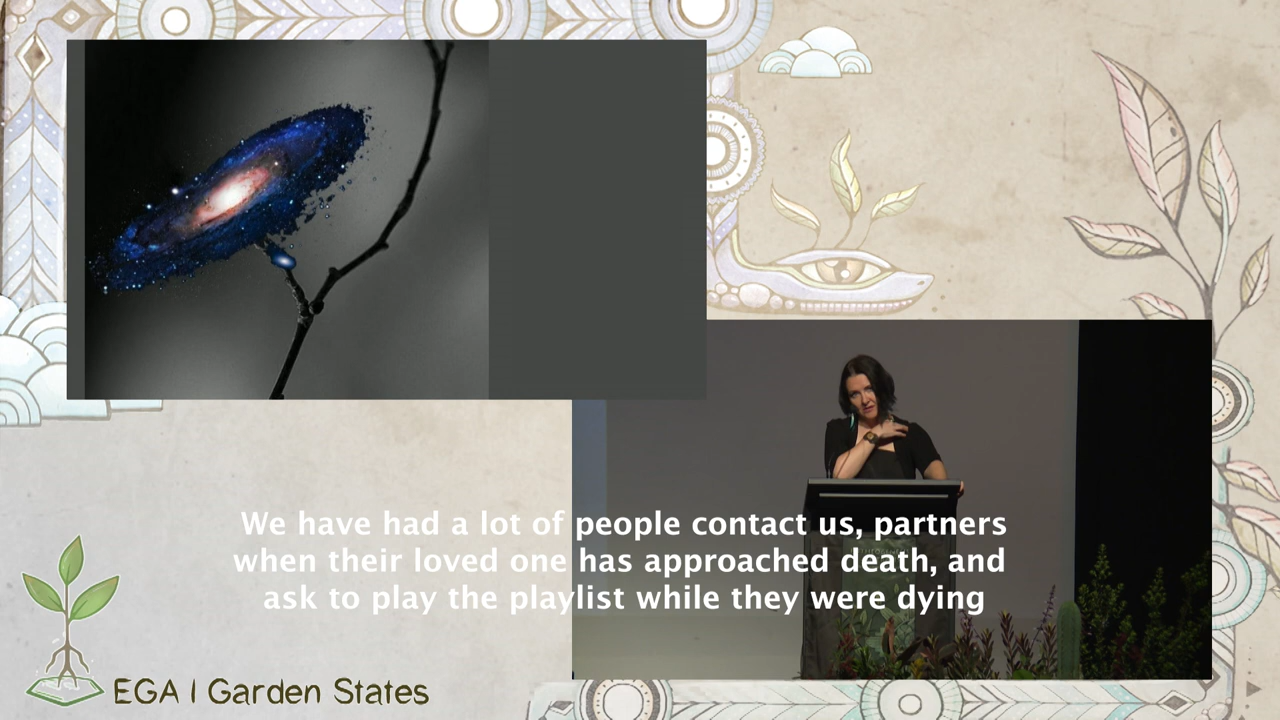 We have had a lot of people contact us, partners
when their loved one has approached death, and
ask to play the playlist while they were dying
EGA | Garden States